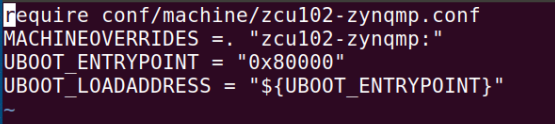 require conf/machine/zcu102-zynqmp.conf
MACHINEOVERRIDES =. "zcu102-zynqmp:"
UBOOT_ENTRYPOINT = "0x80000"
UBOOT_LOADADDRESS = "${UBOOT_ENTRYPOINT}"
~